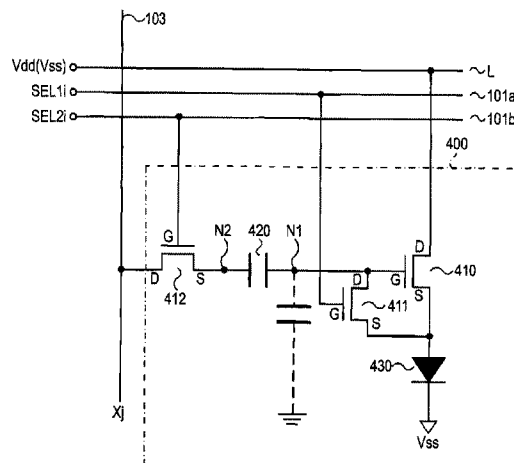 103
Vdd(Vss) L
SEL1i 101a
SEL2i 101b
400
G N2 420 N1
D S
412
D
G 410
S
D
G 411
S
430
Xj
Vss